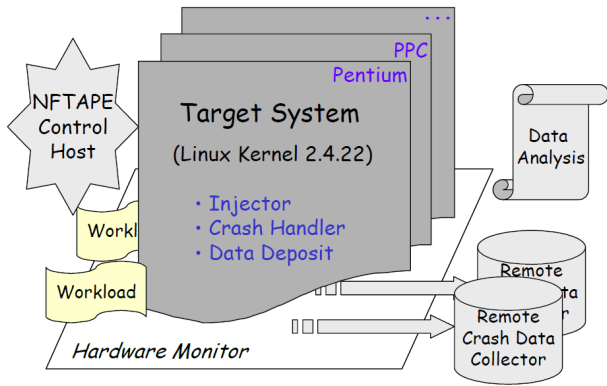 ...
PPC
Pentium
NFTAPE
Control
Host
Target System
(Linux Kernel 2.4.22)
• Injector
• Crash Handler
• Data Deposit
Data
Analysis
Workl
Workload
Remote
Remote
Crash Data
Collector
Hardware Monitor